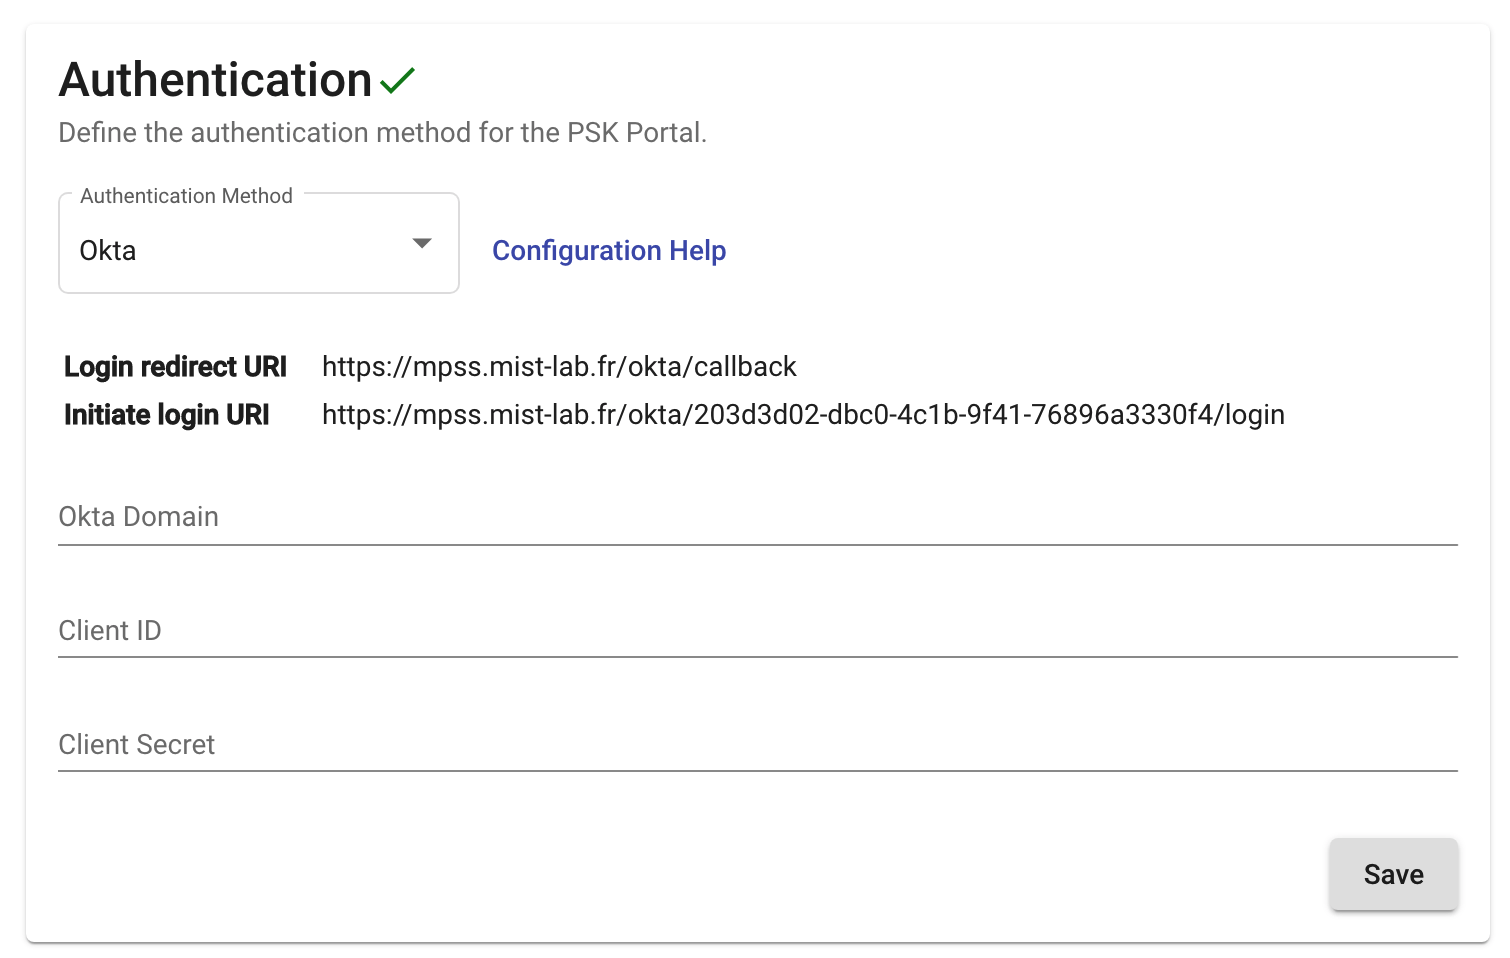 Authentication
Define the authentication method for the PSK Portal.
Authentication Method
Okta
Configuration Help
Login redirect URI https://mpss.mist-lab.fr/okta/callback
Initiate login URI https://mpss.mist-lab.fr/okta/203d3d02-dbc0-4c1b-9f41-76896a3330f4/login
Okta Domain
Client ID
Client Secret
Save